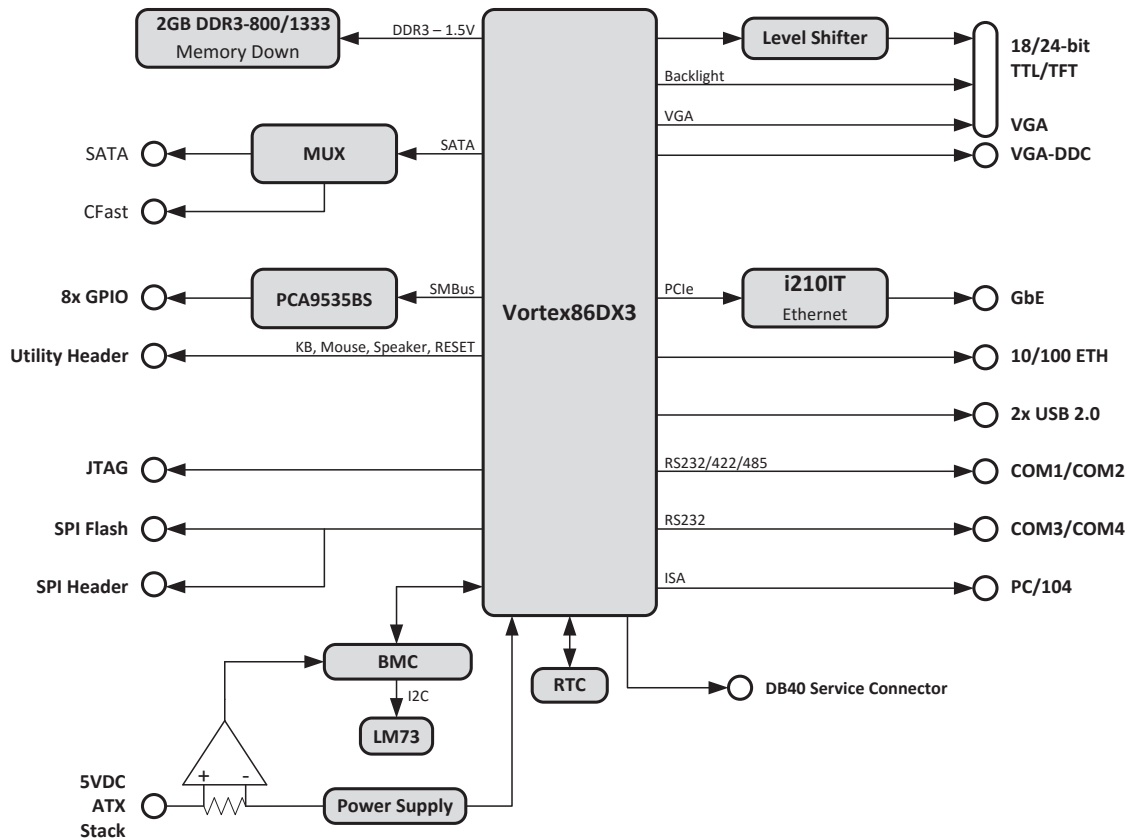 2GB DDR3-800/1333
Memory Down
DDR3 – 1.5V
Level Shifter
18/24-bit
TTL/TFT
Backlight
VGA
VGA
VGA-DDC
SATA
MUX
SATA
CFast
8x GPIO
PCA9535BS
SMBus
Vortex86DX3
PCIe
i210IT
Ethernet
GbE
Utility Header
KB, Mouse, Speaker, RESET
10/100 ETH
2x USB 2.0
JTAG
RS232/422/485
COM1/COM2
SPI Flash
RS232
COM3/COM4
SPI Header
ISA
PC/104
BMC
RTC
DB40 Service Connector
I2C
LM73
+ -
5VDC
ATX
Stack
Power Supply